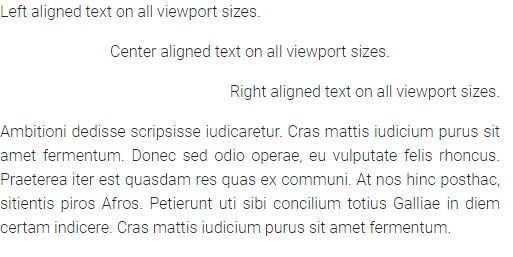 Left aligned text on all viewport sizes.
Center aligned text on all viewport sizes.
Right aligned text on all viewport sizes.
Ambitioni dedisse scripsisse iudicaretur. Cras mattis iudicium purus sit
amet fermentum. Donec sed odio operae, eu vulputate felis rhoncus.
Praeterea iter est quasdam res quas ex communi. At nos hinc posthac,
sitientis piros Afros. Petierunt uti sibi concilium totius Galliae in diem
certam indicere. Cras mattis iudicium purus sit amet fermentum.